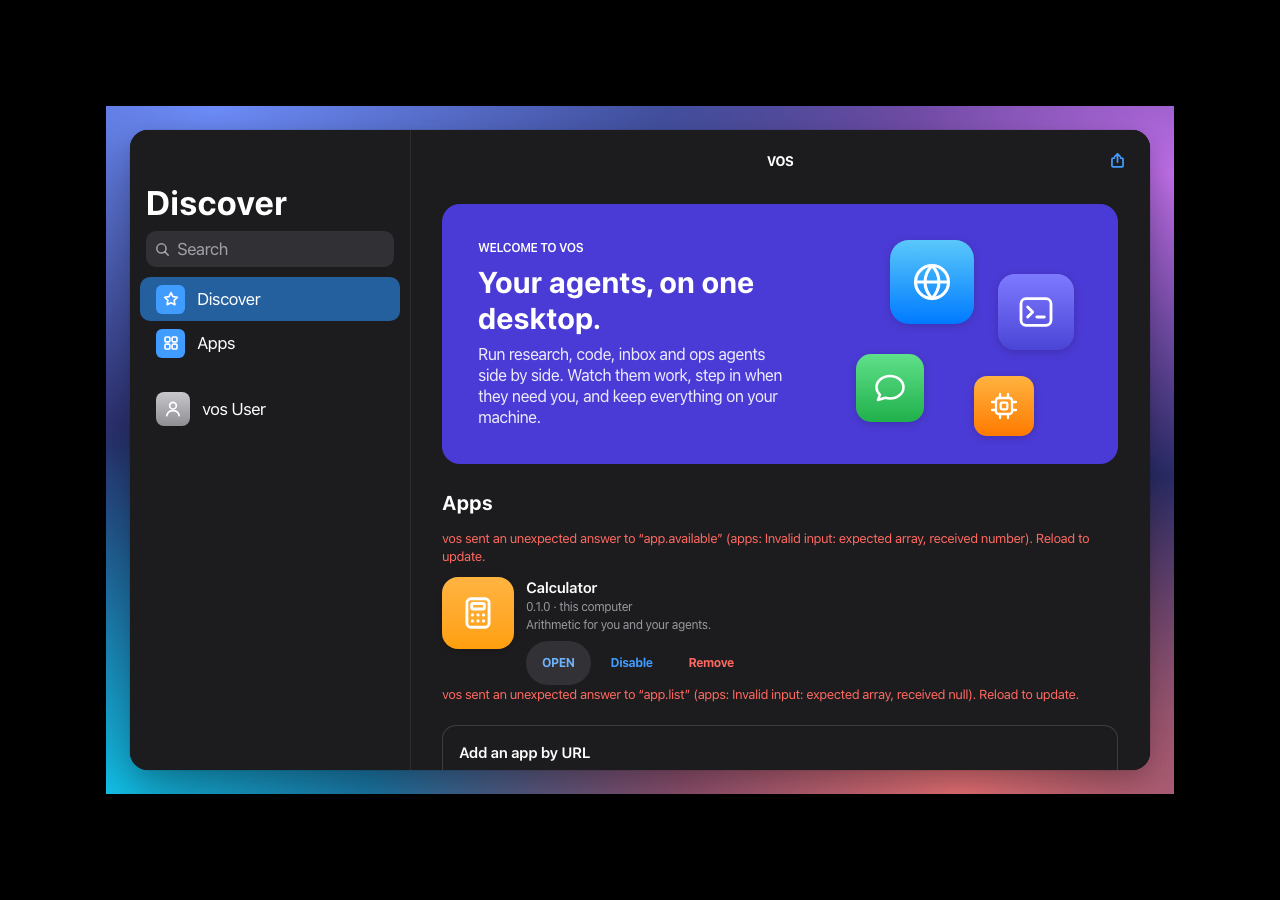 Discover
Search
Discover
Apps
vos User
VOS
WELCOME TO VOS
Your agents, on one
desktop.
Run research, code, inbox and ops agents
side by side. Watch them work, step in when
they need you, and keep everything on your
machine.
Apps
vos sent an unexpected answer to “app.available” (apps: Invalid input: expected array, received number). Reload to
update.
Calculator
0.1.0 · this computer
Arithmetic for you and your agents.
OPEN Disable Remove
vos sent an unexpected answer to “app.list” (apps: Invalid input: expected array, received null). Reload to update.
Add an app by URL